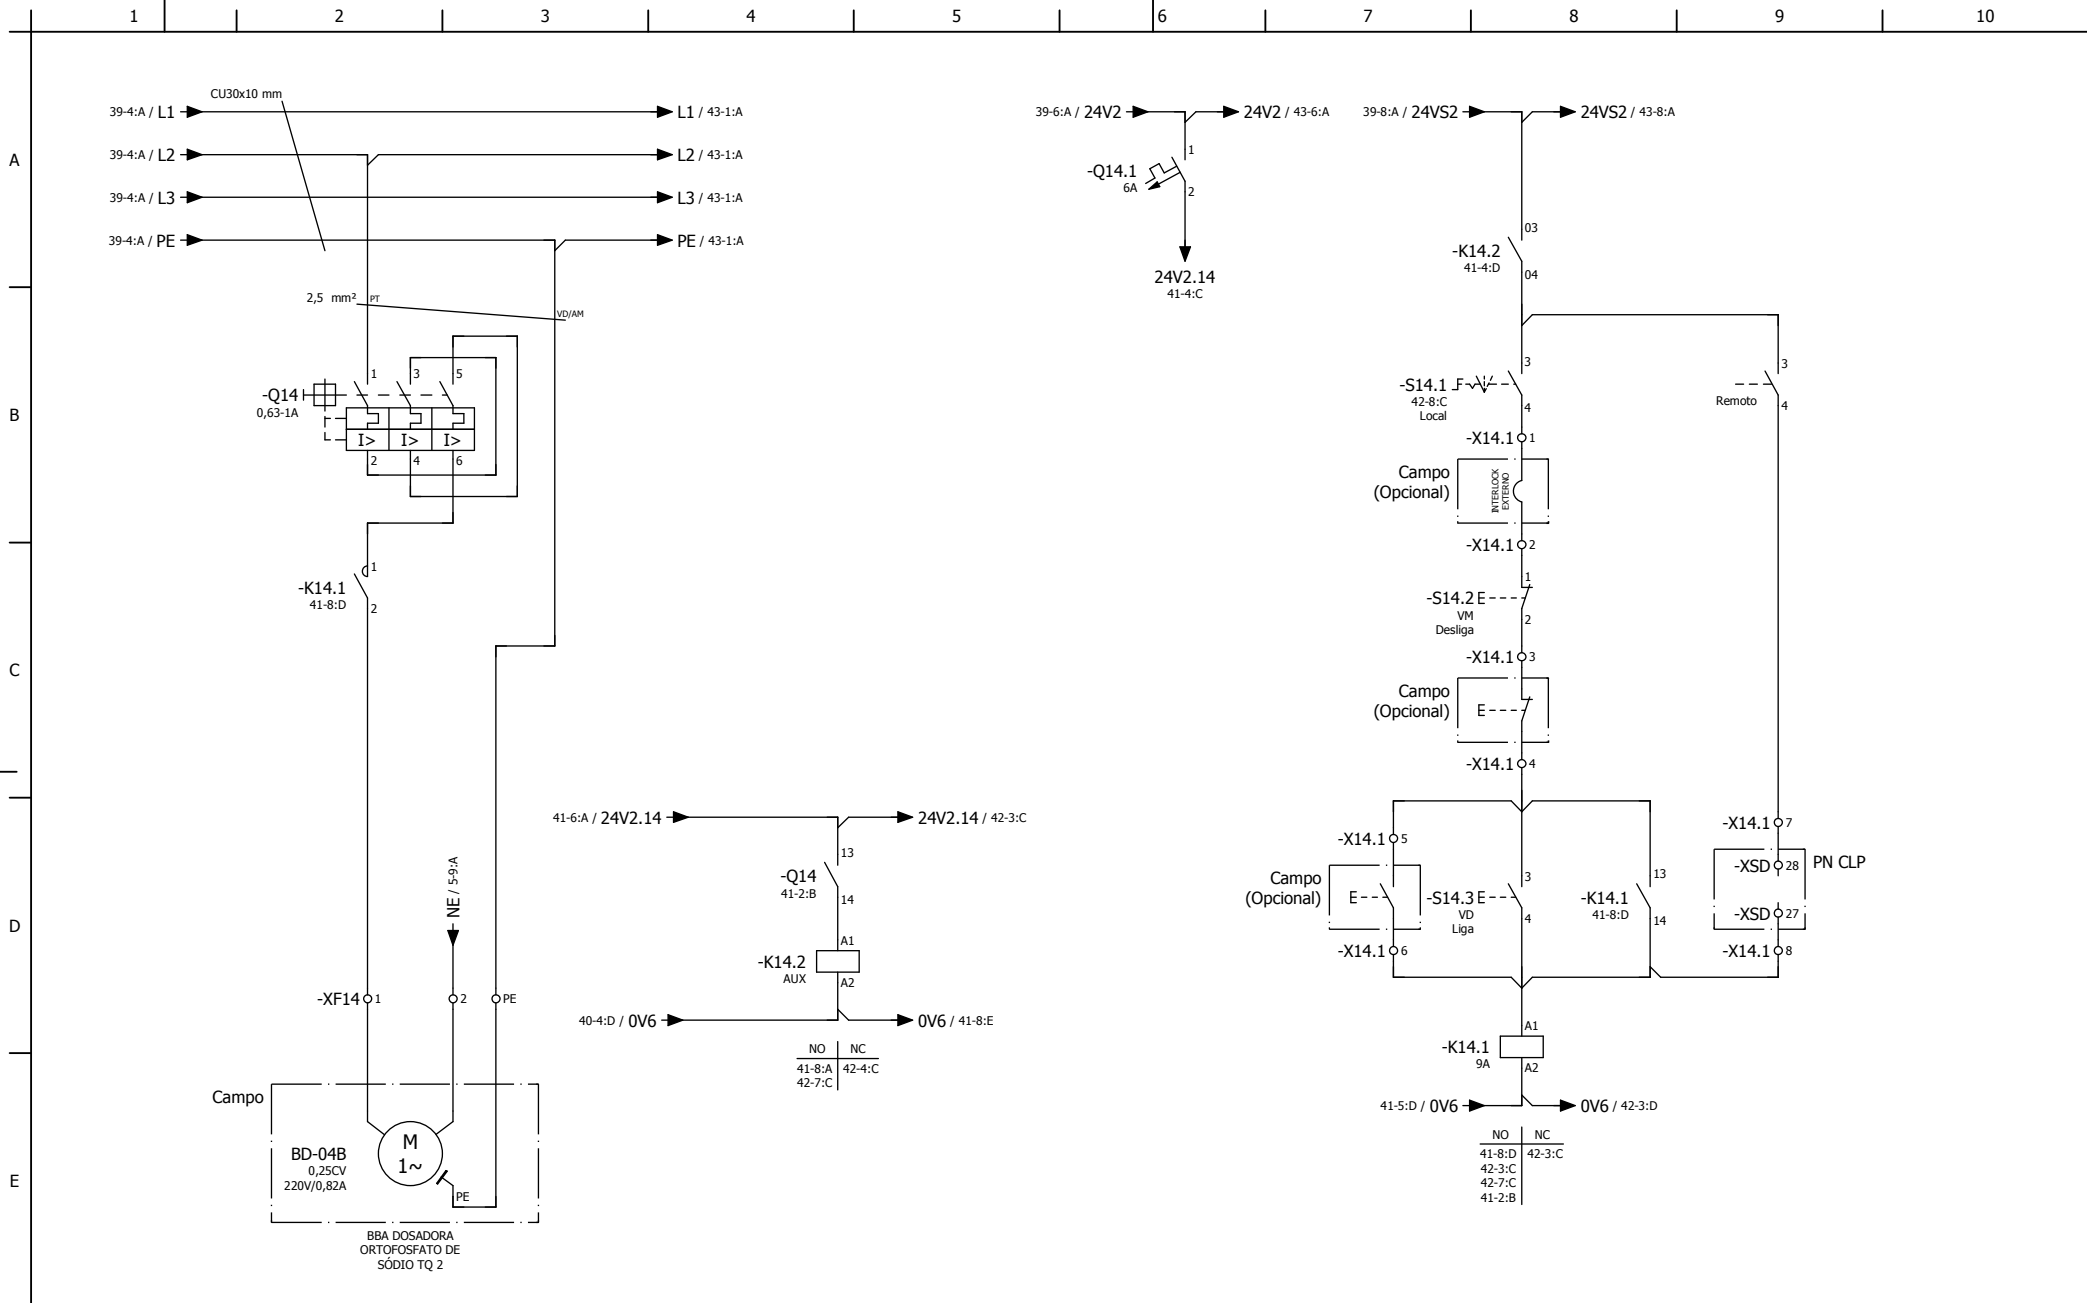 1 2 3 4 5 6 7 8 9 10
A
B
C
D
E
CU30x10 mm
39-4:A / L1
L1 / 43-1:A
39-4:A / L2
L2 / 43-1:A
39-4:A / L3
L3 / 43-1:A
39-4:A / PE
PE / 43-1:A
2,5 mm² PT
VD/AM
1 3 5
-Q14
0,63-1A
I> I> I>
2 4 6
1
-K14.1
41-8:D
2
NE / 5-9:A
-XF14 1 2 PE
Campo
M
1~
BD-04B
0,25CV
220V/0,82A
PE
BBA DOSADORA
ORTOFOSFATO DE
SÓDIO TQ 2
41-6:A / 24V2.14
24V2.14 / 42-3:C
13
-Q14
41-2:B
14
A1
-K14.2
AUX
A2
40-4:D / 0V6
0V6 / 41-8:E
NO NC
41-8:A 42-4:C
42-7:C
39-6:A / 24V2
24V2 / 43-6:A
1
-Q14.1
6A
2
24V2.14
41-4:C
39-8:A / 24VS2
24VS2 / 43-8:A
03
-K14.2
41-4:D
04
3
-S14.1
42-8:C
Local
4
3
Remoto
4
-X14.1 1
Campo
(Opcional)
INTERLOCK
EXTERNO
-X14.1 2
1
-S14.2 E
VM
Desliga
2
-X14.1 3
Campo
(Opcional)
E
-X14.1 4
-X14.1 5
Campo
(Opcional)
E
-X14.1 6
3
-S14.3 E
VD
Liga
4
13
-K14.1
41-8:D
14
-X14.1 7
-XSD 28
PN CLP
-XSD 27
-X14.1 8
A1
-K14.1
9A
A2
41-5:D / 0V6
0V6 / 42-3:D
NO NC
41-8:D 42-3:C
42-3:C
42-7:C
41-2:B